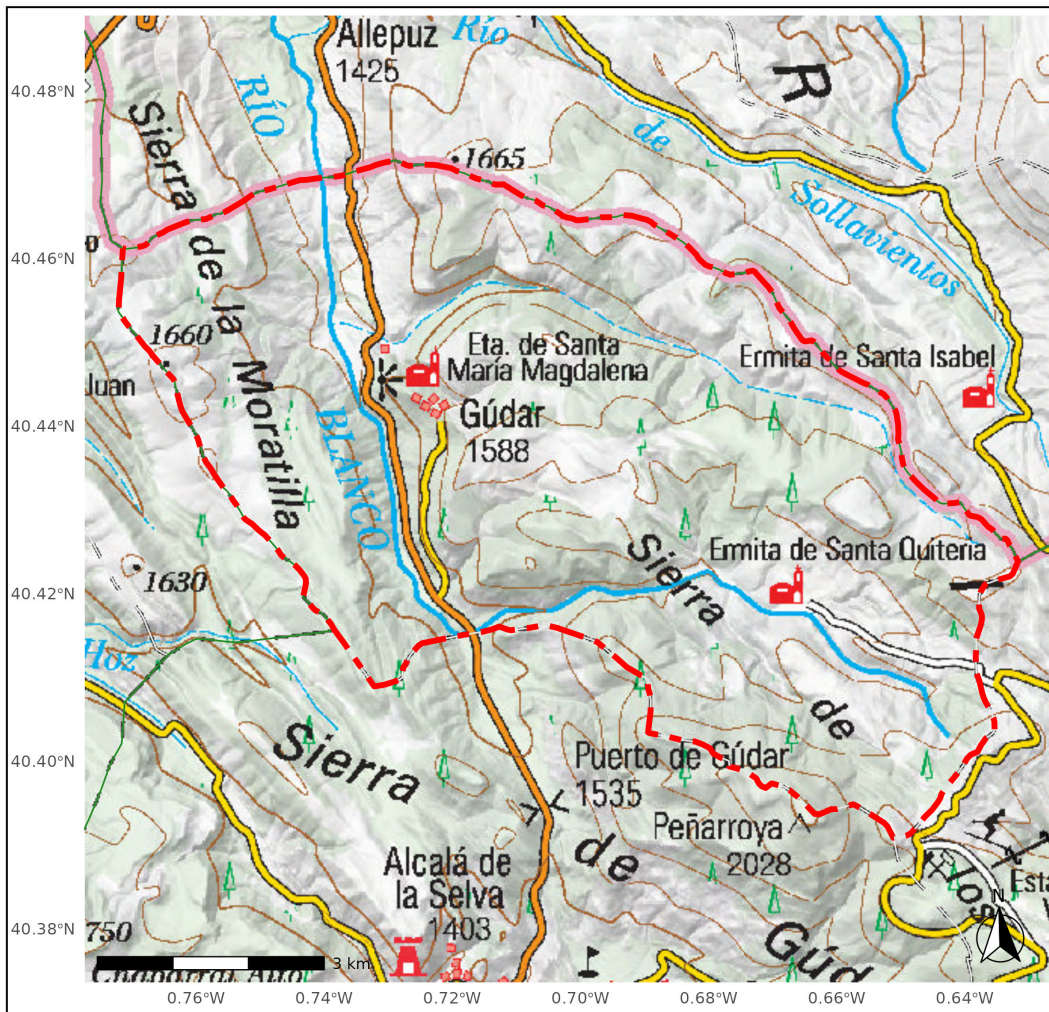 40.48°N
40.46°N
40.44°N
40.42°N
40.40°N
40.38°N
Allepuz
1425
Río
de
Sollavientos
R
RÍO
BLANCO
Sierra
de la
Moratilla
1665
1660
Juan
Eta. de Santa
María Magdalena
Gúdar
1588
Ermita de Santa Isabel
Ermita de Santa Quiteria
1630
Hoz
Sierra
de
Sierra
de
Gúd
los
Puerto de Gúdar
1535
Peñarroya
2028
Alcalá de
la Selva
1403
Esta
750
3 km
N
0.76°W
0.74°W
0.72°W
0.70°W
0.68°W
0.66°W
0.64°W